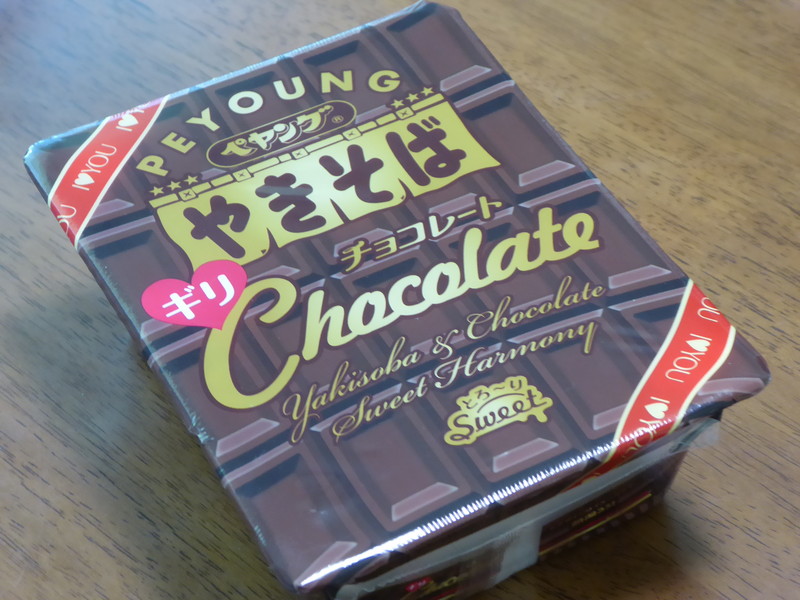 I♥YOU I♥
PEYOUNG
ペヤング®
やきそば
チョコレート
ギリ
Chocolate
Yakisoba & Chocolate
Sweet Harmony
とろ〜り
Sweet
I♥YOU I♥